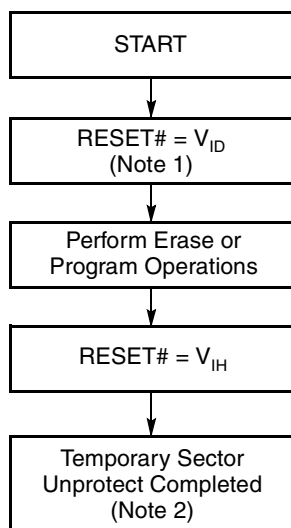 START
RESET# = V_ID
(Note 1)
Perform Erase or
Program Operations
RESET# = V_IH
Temporary Sector
Unprotect Completed
(Note 2)